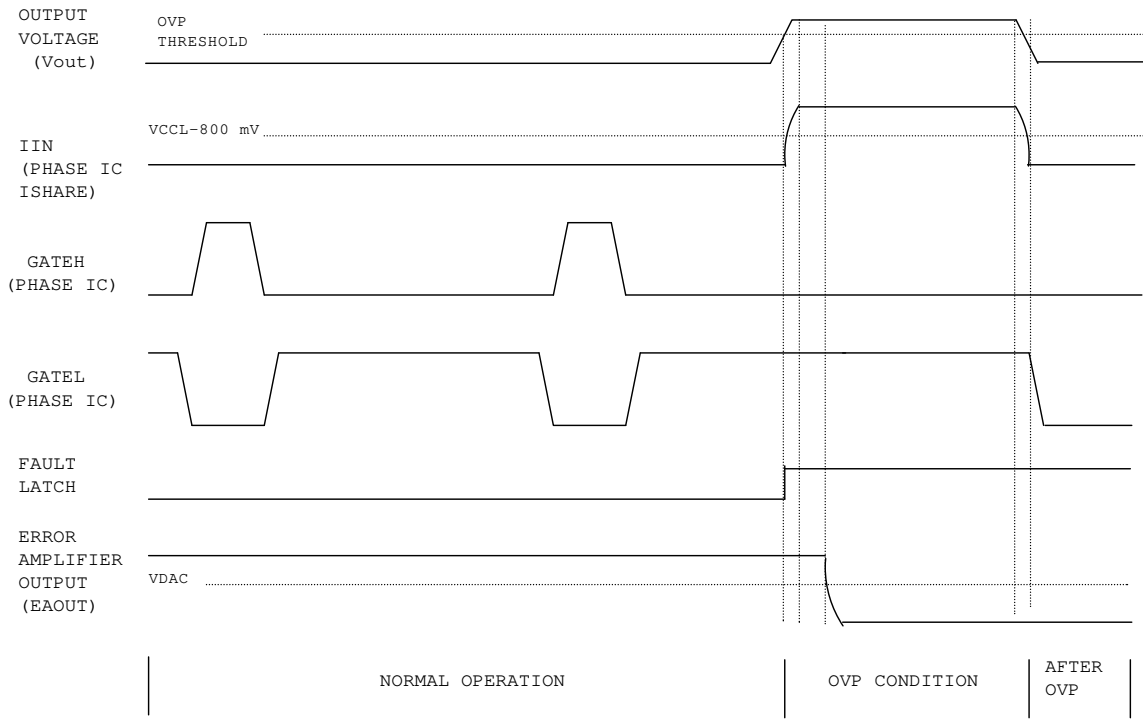 OUTPUT
VOLTAGE
(Vout)
OVP
THRESHOLD
VCCL-800 mV
IIN
(PHASE IC
ISHARE)
GATEH
(PHASE IC)
GATEL
(PHASE IC)
FAULT
LATCH
ERROR
AMPLIFIER
OUTPUT
(EAOUT)
VDAC
NORMAL OPERATION
OVP CONDITION
AFTER
OVP